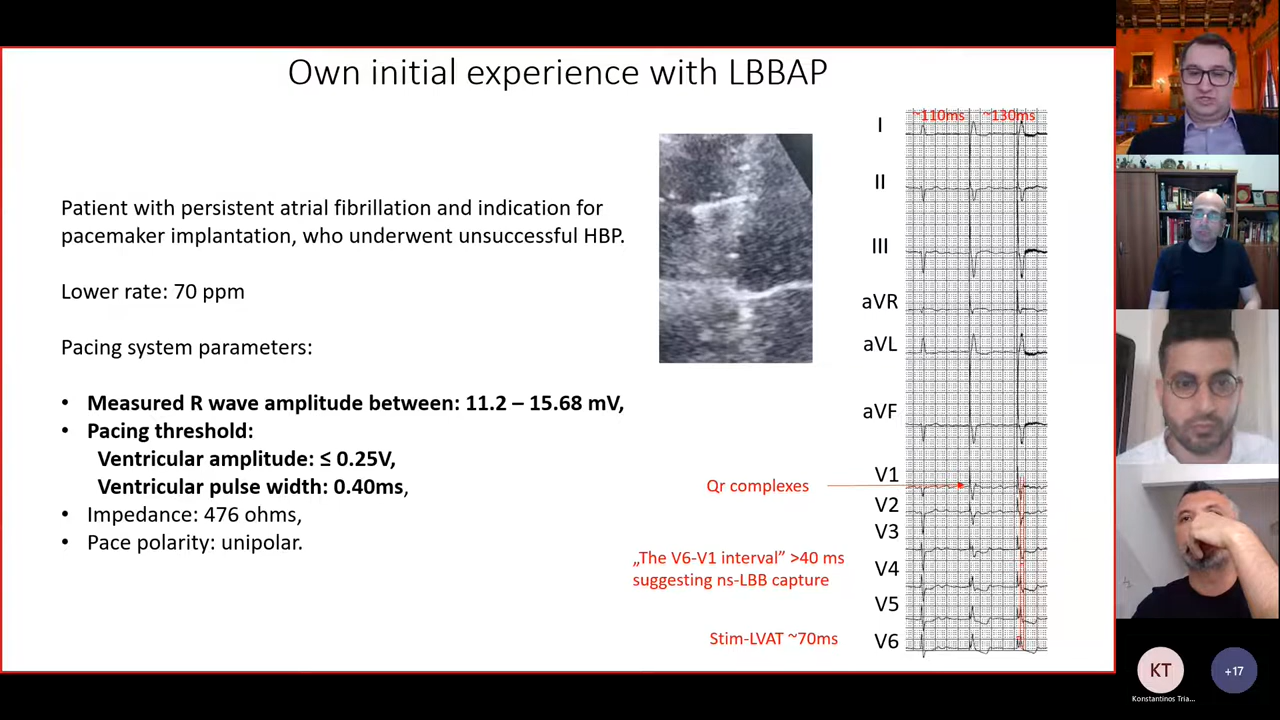 Own initial experience with LBBAP
Patient with persistent atrial fibrillation and indication for
pacemaker implantation, who underwent unsuccessful HBP.
Lower rate: 70 ppm
Pacing system parameters:
• Measured R wave amplitude between: 11.2 – 15.68 mV,
• Pacing threshold:
Ventricular amplitude: ≤ 0.25V,
Ventricular pulse width: 0.40ms,
• Impedance: 476 ohms,
• Pace polarity: unipolar.
~110ms ~130ms
I
II
III
aVR
aVL
aVF
V1
Qr complexes
V2
V3
„The V6-V1 interval” >40 ms
suggesting ns-LBB capture
V4
V5
V6
Stim-LVAT ~70ms
KT
+17
Konstantinos Tria...